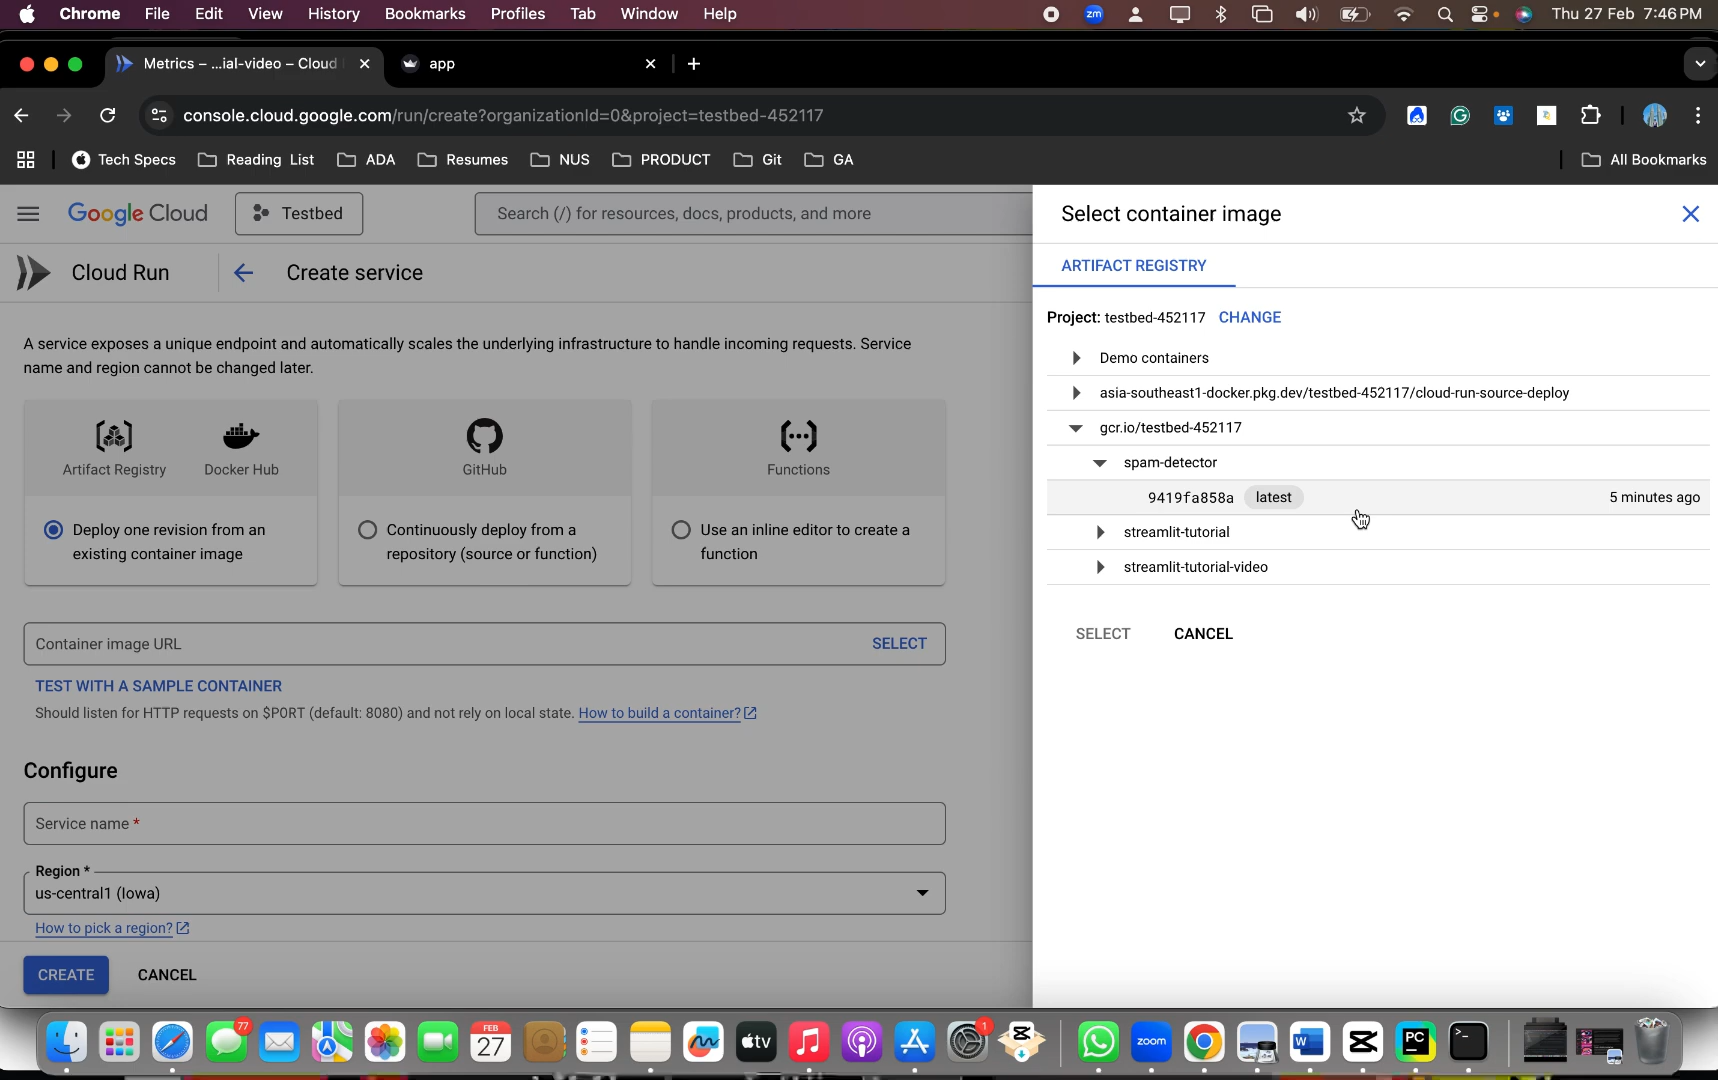 Chrome File Edit View History Bookmarks Profiles Tab Window Help
zm
Thu 27 Feb 7:46 PM
Metrics – ...ial-video – Cloud
app
console.cloud.google.com/run/create?organizationId=0&project=testbed-452117
Tech Specs Reading List ADA Resumes NUS PRODUCT Git GA All Bookmarks
Google Cloud
Testbed
Search (/) for resources, docs, products, and more
Cloud Run
Create service
A service exposes a unique endpoint and automatically scales the underlying infrastructure to handle incoming requests. Service
name and region cannot be changed later.
Artifact Registry
Docker Hub
Deploy one revision from an
existing container image
GitHub
Continuously deploy from a
repository (source or function)
Functions
Use an inline editor to create a
function
Container image URL
SELECT
TEST WITH A SAMPLE CONTAINER
Should listen for HTTP requests on $PORT (default: 8080) and not rely on local state. How to build a container?
Configure
Service name *
Region *
us-central1 (Iowa)
How to pick a region?
CREATE
CANCEL
Select container image
ARTIFACT REGISTRY
Project: testbed-452117 CHANGE
Demo containers
asia-southeast1-docker.pkg.dev/testbed-452117/cloud-run-source-deploy
gcr.io/testbed-452117
spam-detector
9419fa858a latest 5 minutes ago
streamlit-tutorial
streamlit-tutorial-video
SELECT
CANCEL
77
FEB
27
tv
1
zoom
W
PC